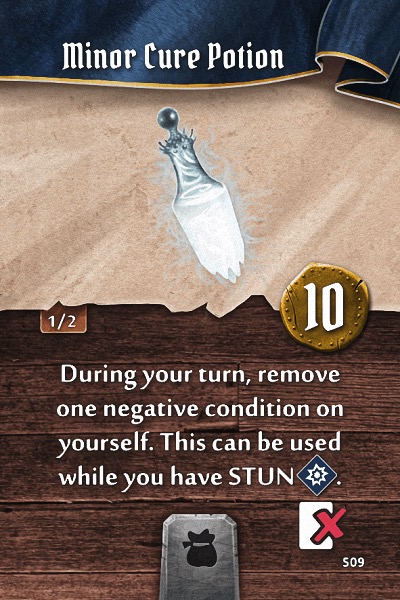 Minor Cure Potion
10
1/2
During your turn, remove
one negative condition on
yourself. This can be used
while you have STUN.
509